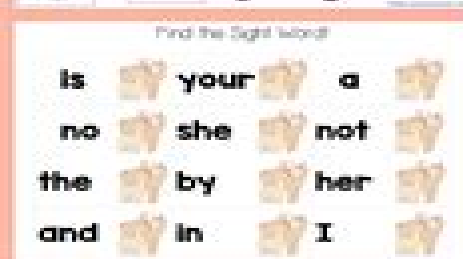 Find the Sight Word!
is your a
no she not
the by her
and in I